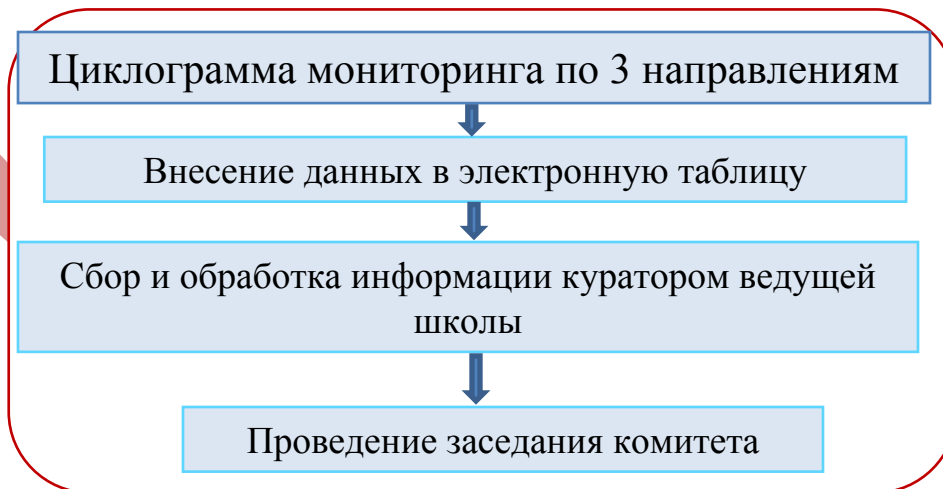 Циклограмма мониторинга по 3 направлениям
Внесение данных в электронную таблицу
Сбор и обработка информации куратором ведущей
школы
Проведение заседания комитета